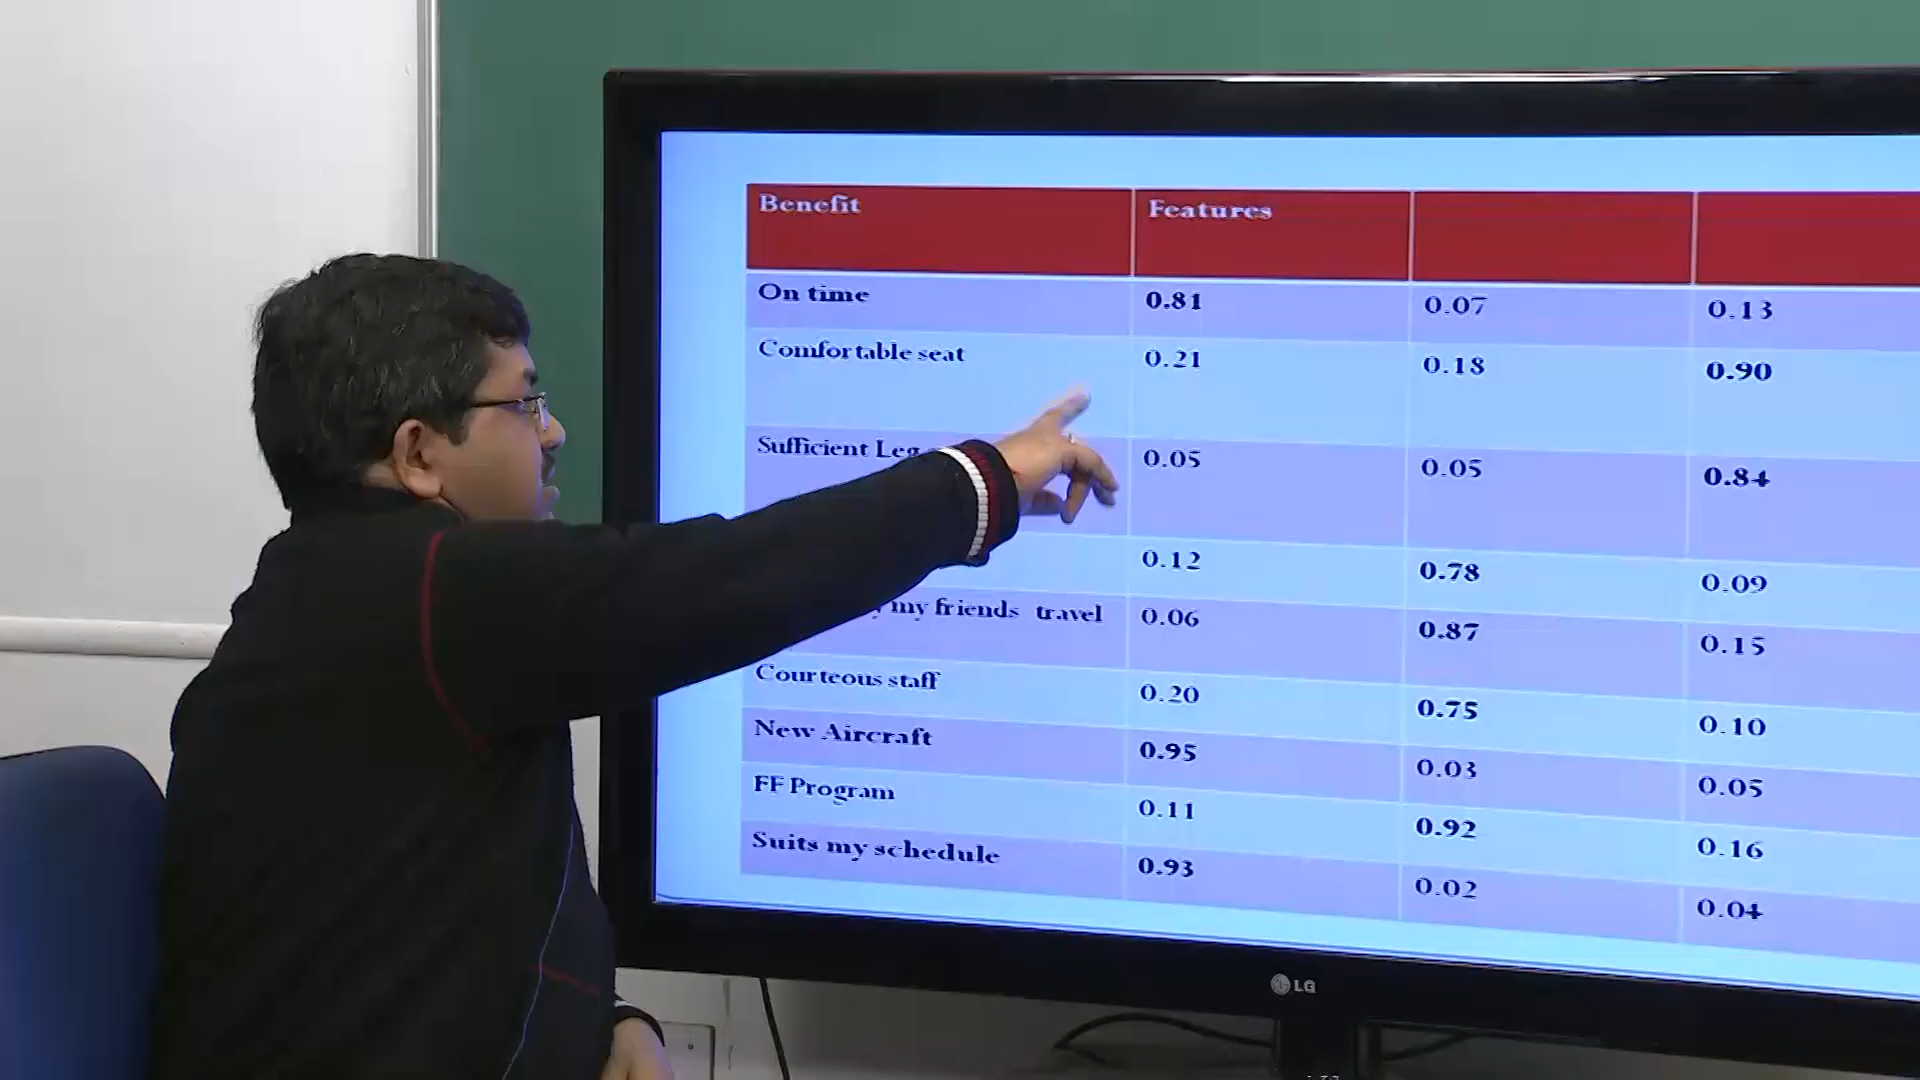 Benefit Features
On time 0.81 0.07 0.13
Comfortable seat 0.21 0.18 0.90
Sufficient Leg 0.05 0.05 0.84
0.12 0.78 0.09
my friends travel 0.06 0.87 0.15
Courteous staff 0.20 0.75 0.10
New Aircraft 0.95 0.03 0.05
FF Program 0.11 0.92 0.16
Suits my schedule 0.93 0.02 0.04
LG